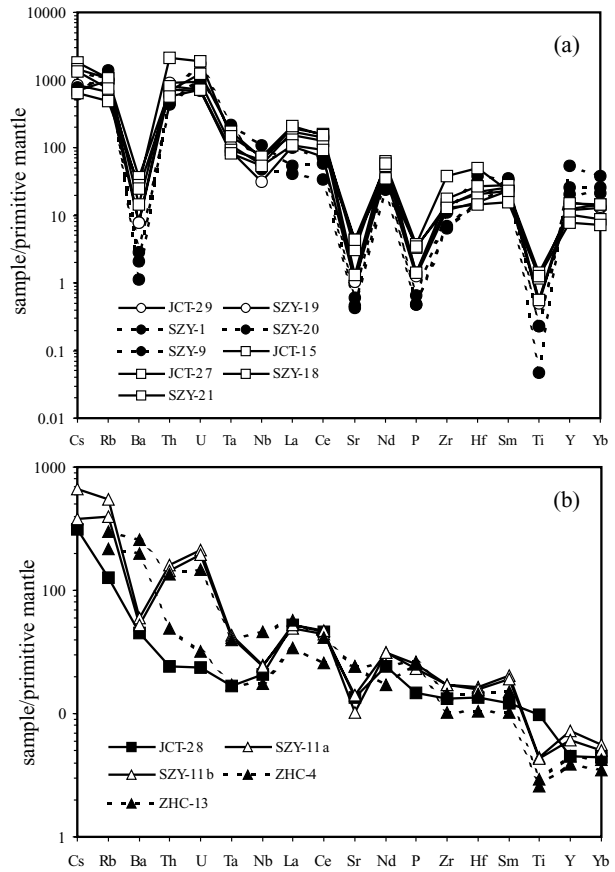 (a)
sample/primitive mantle
10000
1000
100
10
1
0.1
0.01
JCT-29 SZY-19
SZY-1 SZY-20
SZY-9 JCT-15
JCT-27 SZY-18
SZY-21
Cs Rb Ba Th U Ta Nb La Ce Sr Nd P Zr Hf Sm Ti Y Yb
(b)
sample/primitive mantle
1000
100
0
1
JCT-28 SZY-11a
SZY-11b ZHC-4
ZHC-13
Cs Rb Ba Th U Ta Nb La Ce Sr Nd P Zr Hf Sm Ti Y Yb